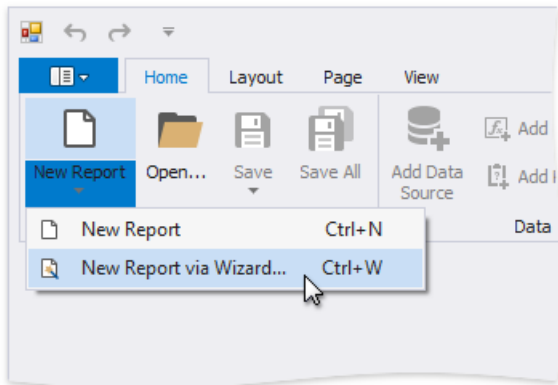 Home Layout Page View
New Report Open... Save Save All Add Data Source
Add
Add
New Report Ctrl+N
Data
New Report via Wizard... Ctrl+W